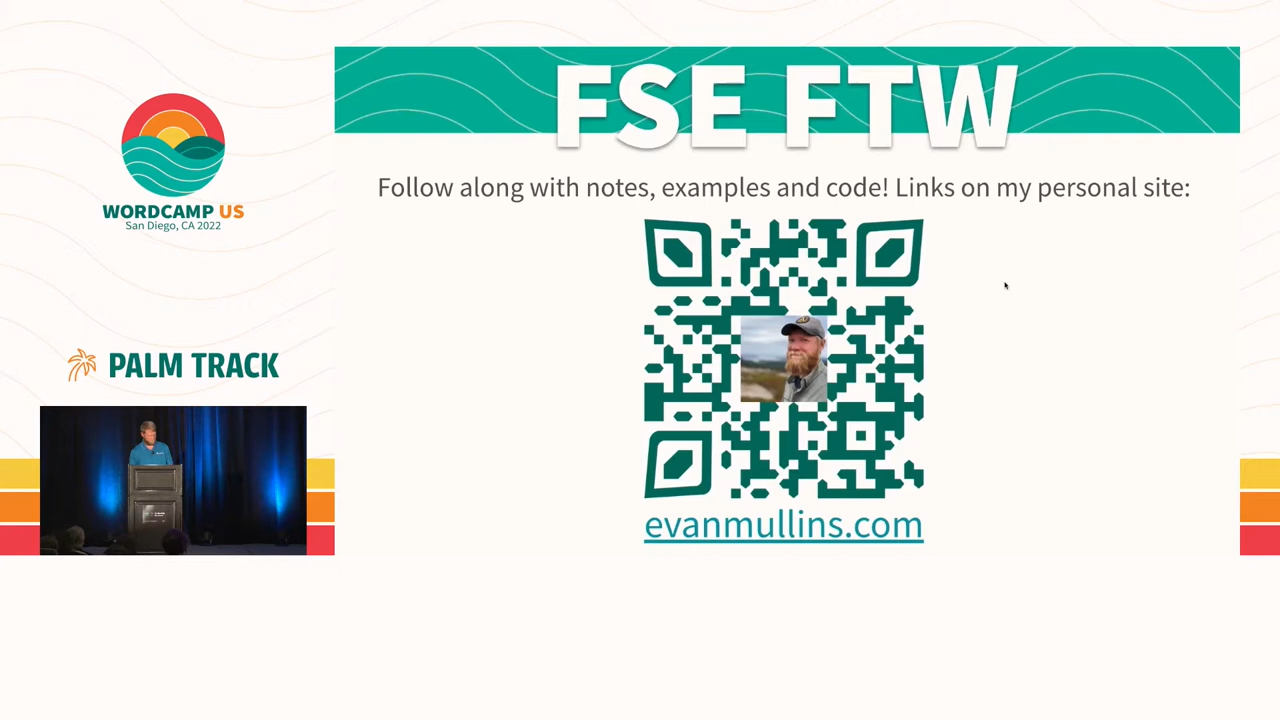 FSE FTW
Follow along with notes, examples and code! Links on my personal site:
evanmullins.com
WORDCAMP US
San Diego, CA 2022
PALM TRACK